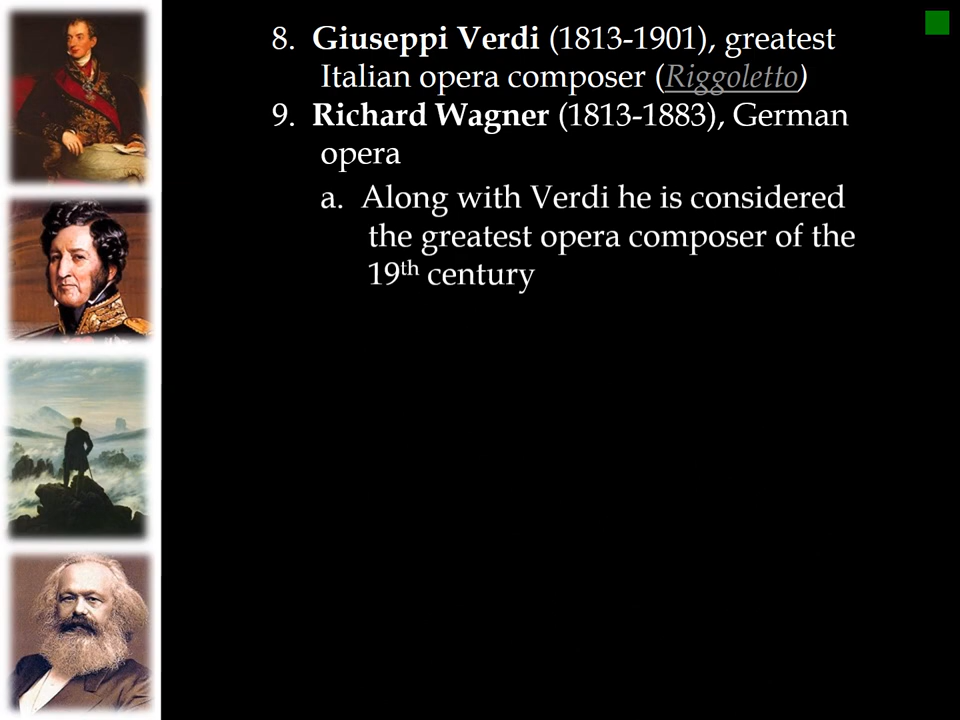 8. Giuseppi Verdi (1813-1901), greatest
Italian opera composer (Riggoletto)
9. Richard Wagner (1813-1883), German
opera
a. Along with Verdi he is considered
the greatest opera composer of the
19th century